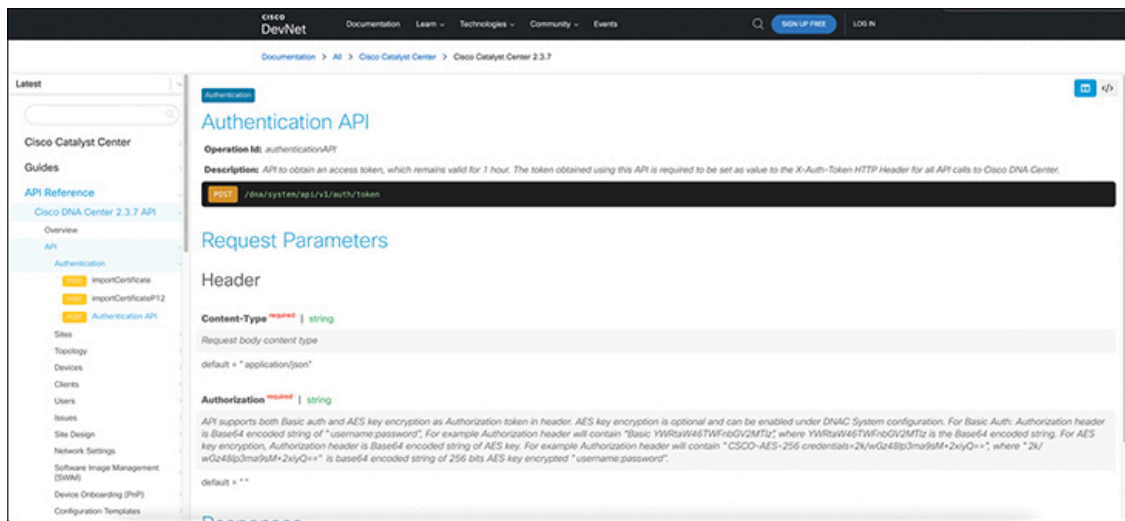 CISCO
DevNet
Documentation Learn Technologies Community Events
SIGN UP FREE
LOG IN
Documentation > All > Cisco Catalyst Center > Cisco Catalyst Center 2.3.7
Latest
Cisco Catalyst Center
Guides
API Reference
Cisco DNA Center 2.3.7 API
Overview
API
Authentication
POST importCertificate
POST importCertificateP12
POST Authentication API
Sites
Topology
Devices
Clients
Users
Issues
Site Design
Network Settings
Software Image Management
(SWIM)
Device Onboarding (PnP)
Configuration Templates
Authentication
</>
Authentication API
Operation Id: authenticationAPI
Description: API to obtain an access token, which remains valid for 1 hour. The token obtained using this API is required to be set as value to the X-Auth-Token HTTP Header for all API calls to Cisco DNA Center.
POST /dna/system/api/v1/auth/token
Request Parameters
Header
Content-Type required | string
Request body content type
default = "application/json"
Authorization required | string
API supports both Basic auth and AES key encryption as Authorization token in header. AES key encryption is optional and can be enabled under DNAC System configuration. For Basic Auth: Authorization header
is Base64 encoded string of "username:password", For example Authorization header will contain "Basic YWRtaW46TWFnbGV2MTIz", where YWRtaW46TWFnbGV2MTIz is the Base64 encoded string. For AES
key encryption, Authorization header is Base64 encoded string of AES key. For example Authorization header will contain "CSCO-AES-256 credentials=2k/wGz48lp3ma9sM+2xiyQ==", where "2k/
wGz48lp3ma9sM+2xiyQ==" is base64 encoded string of 256 bits AES key encrypted "username:password".
default = ""